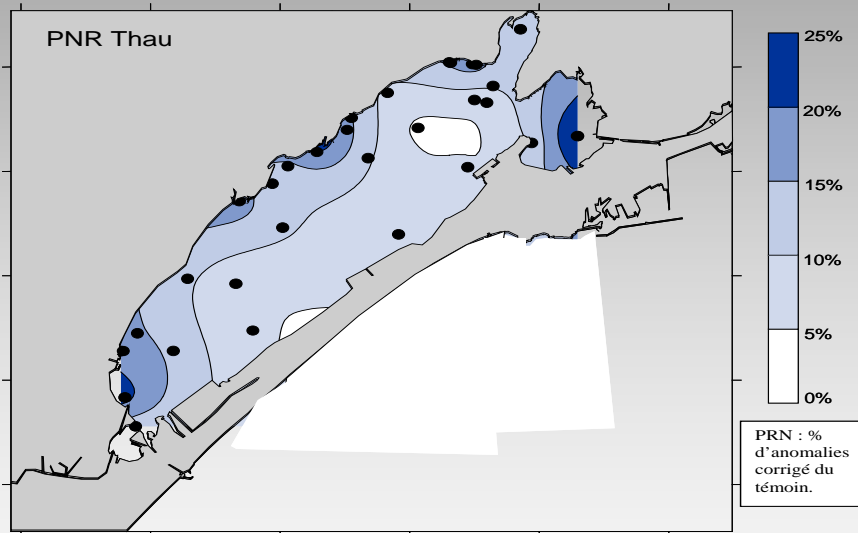 PNR Thau
25%
20%
15%
10%
5%
0%
PRN : %
d'anomalies
corrigé du
témoin.